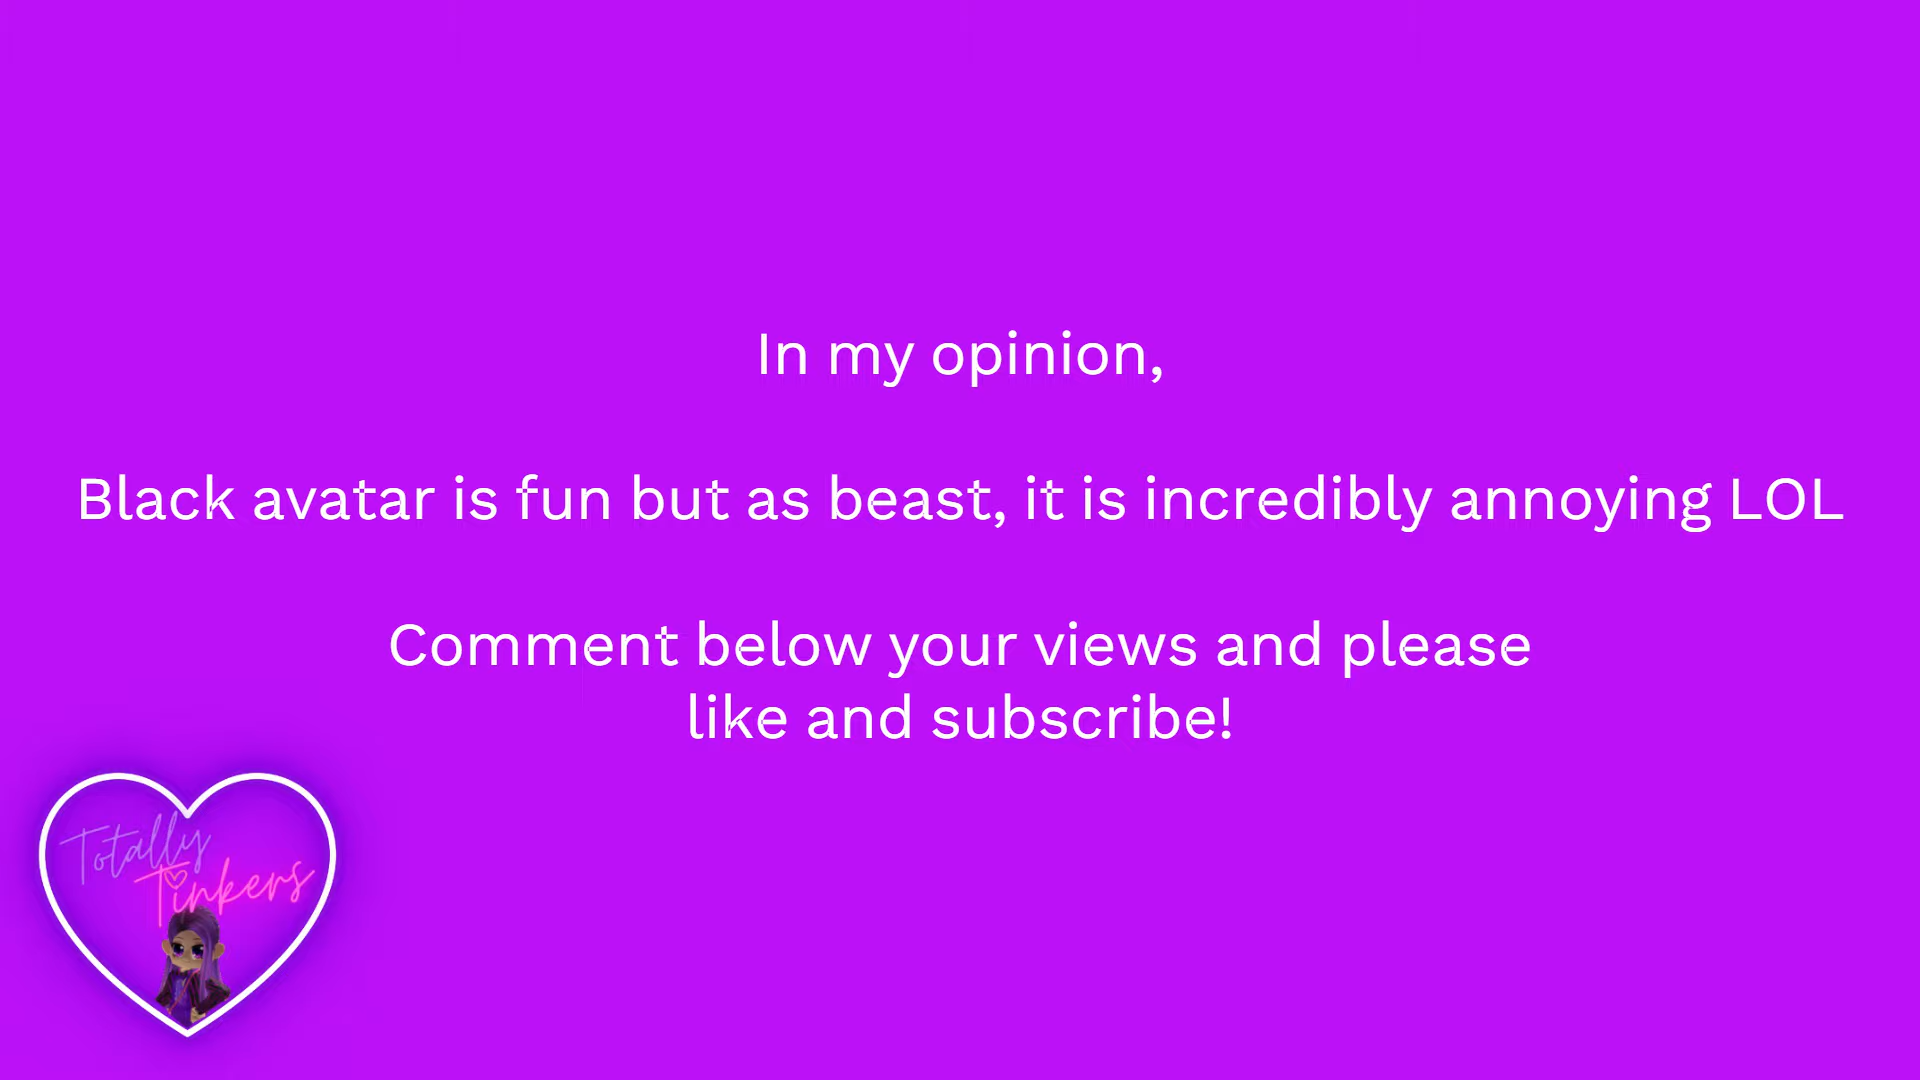 In my opinion,
Black avatar is fun but as beast, it is incredibly annoying LOL
Comment below your views and please
like and subscribe!
Totally
Tinkers